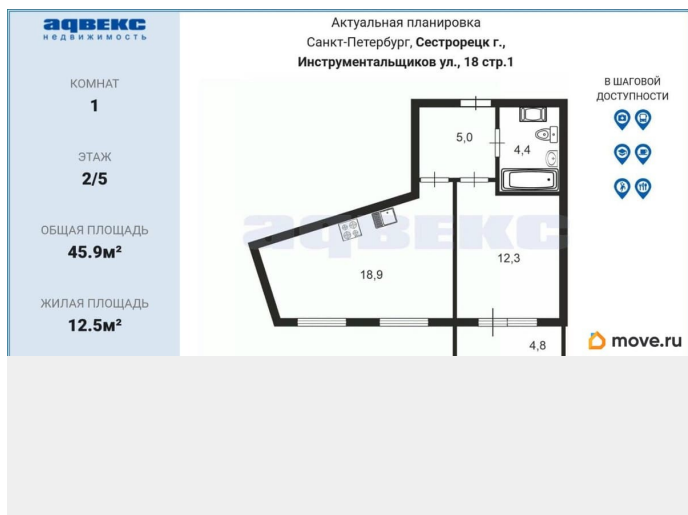 адвекс
недвижимость
КОМНАТ
1
ЭТАЖ
2/5
ОБЩАЯ ПЛОЩАДЬ
45.9м²
ЖИЛАЯ ПЛОЩАДЬ
12.5м²
Актуальная планировка
Санкт-Петербург, Сестрорецк г.,
Инструментальщиков ул., 18 стр.1
В ШАГОВОЙ
ДОСТУПНОСТИ
5,0
4,4
адвекс
12,3
18,9
4,8
move.ru